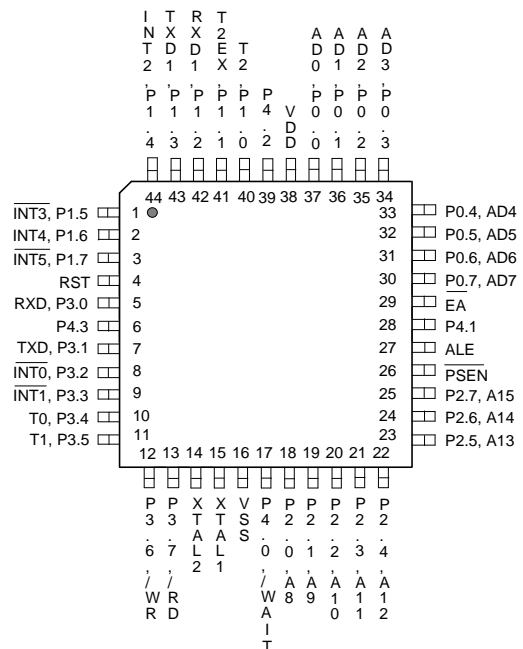 INT2, P1.4
TXD1, P1.3
RXD1, P1.2
T2EX, P1.1
T2, P1.0
P4.2
VDD
AD0, P0.0
AD1, P0.1
AD2, P0.2
AD3, P0.3
44 43 42 41 40 39 38 37 36 35 34
INT3, P1.5 1
INT4, P1.6 2
INT5, P1.7 3
RST 4
RXD, P3.0 5
P4.3 6
TXD, P3.1 7
INT0, P3.2 8
INT1, P3.3 9
T0, P3.4 10
T1, P3.5 11
33 P0.4, AD4
32 P0.5, AD5
31 P0.6, AD6
30 P0.7, AD7
29 EA
28 P4.1
27 ALE
26 PSEN
25 P2.7, A15
24 P2.6, A14
23 P2.5, A13
12 13 14 15 16 17 18 19 20 21 22
P3.6, /WR
P3.7, /RD
XTAL2
XTAL1
VSS
P4.0, /WAIT
P2.0, A8
P2.1, A9
P2.2, A10
P2.3, A11
P2.4, A12